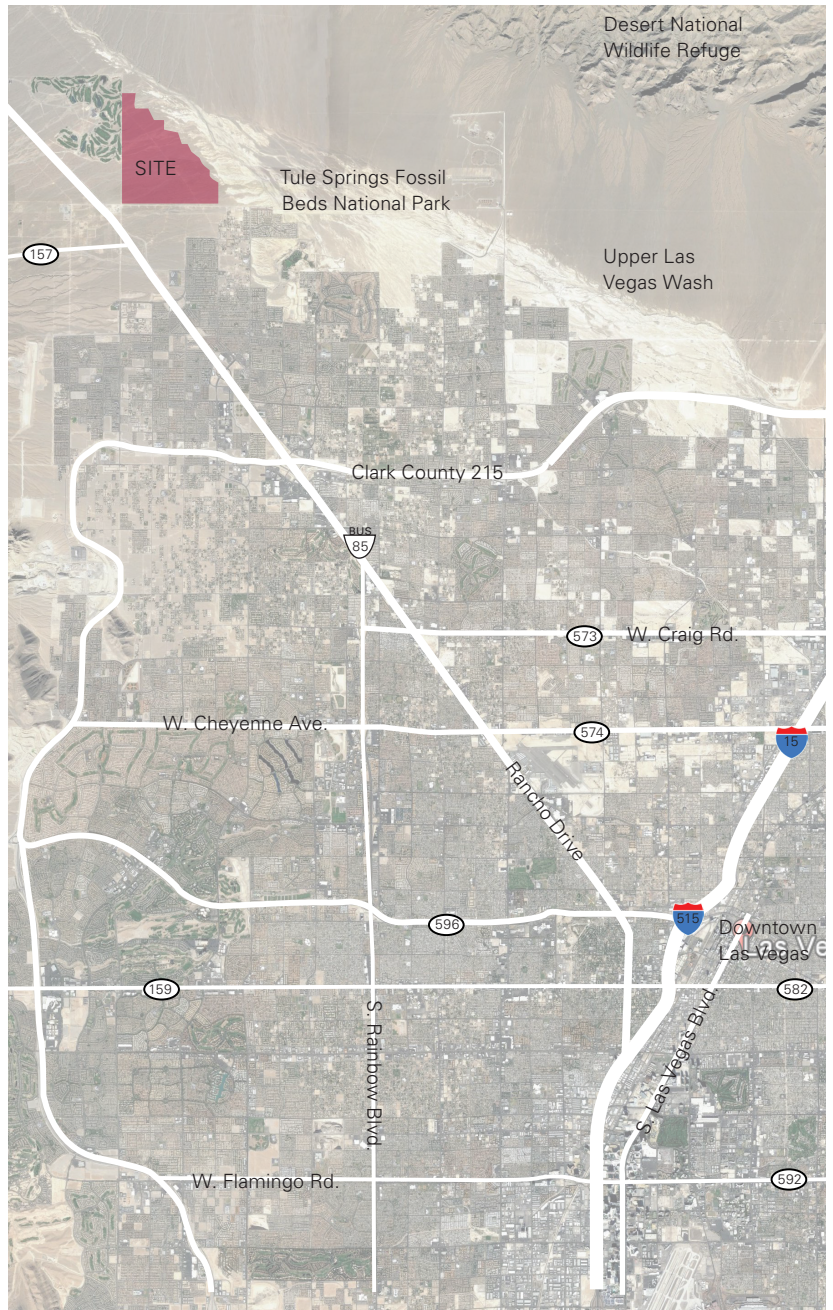 Desert National
Wildlife Refuge
SITE
Tule Springs Fossil
Beds National Park
157
Upper Las
Vegas Wash
Clark County 215
BUS
85
573
W. Craig Rd.
W. Cheyenne Ave.
574
15
Rancho Drive
596
515
Downtown
Las Vegas
Las Ve
159
582
S. Rainbow Blvd.
S. Las Vegas Blvd.
W. Flamingo Rd.
592